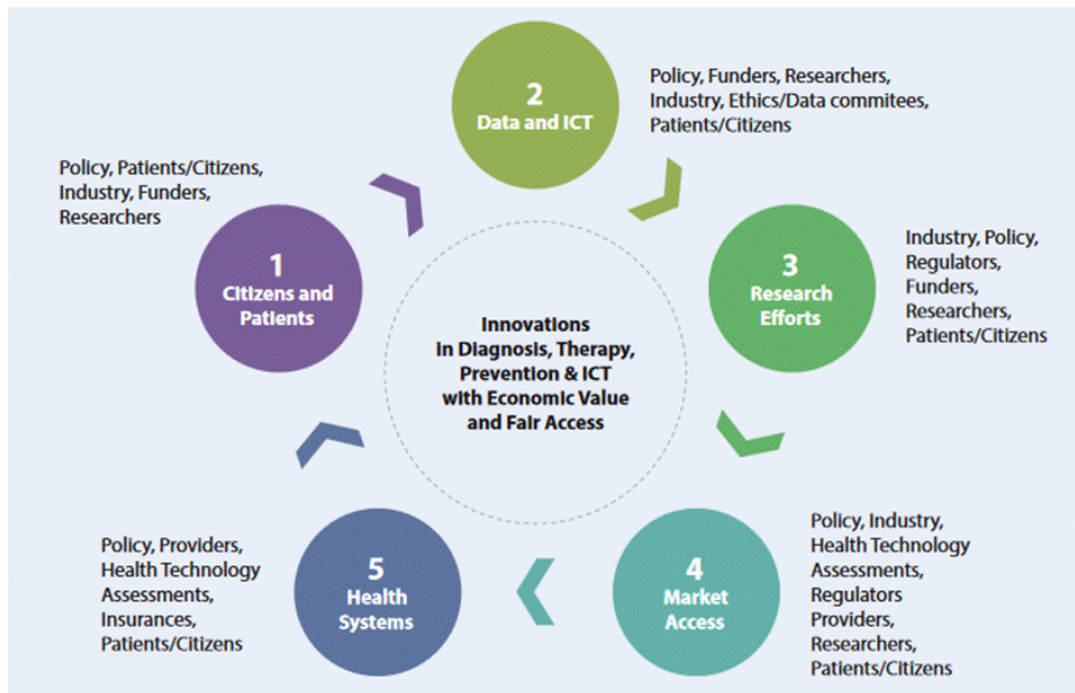 2
Data and ICT
Policy, Funders, Researchers,
Industry, Ethics/Data commitees,
Patients/Citizens
Policy, Patients/Citizens,
Industry, Funders,
Researchers
1
Citizens and
Patients
3
Research
Efforts
Industry, Policy,
Regulators,
Funders,
Researchers,
Patients/Citizens
Innovations
in Diagnosis, Therapy,
Prevention & ICT
with Economic Value
and Fair Access
Policy, Providers,
Health Technology
Assessments,
Insurances,
Patients/Citizens
5
Health
Systems
4
Market
Access
Policy, Industry,
Health Technology
Assessments,
Regulators
Providers,
Researchers,
Patients/Citizens